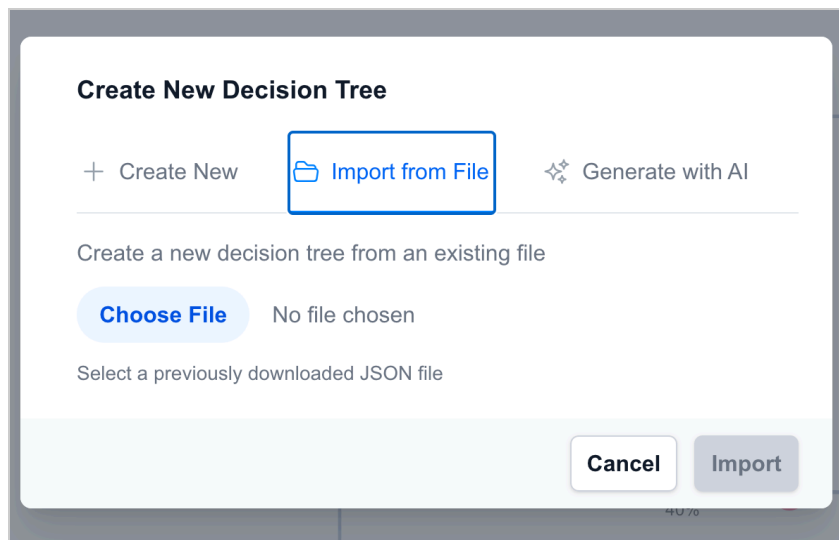 Create New Decision Tree
Create New Import from File Generate with AI
Create a new decision tree from an existing file
Choose File No file chosen
Select a previously downloaded JSON file
Cancel Import
40%